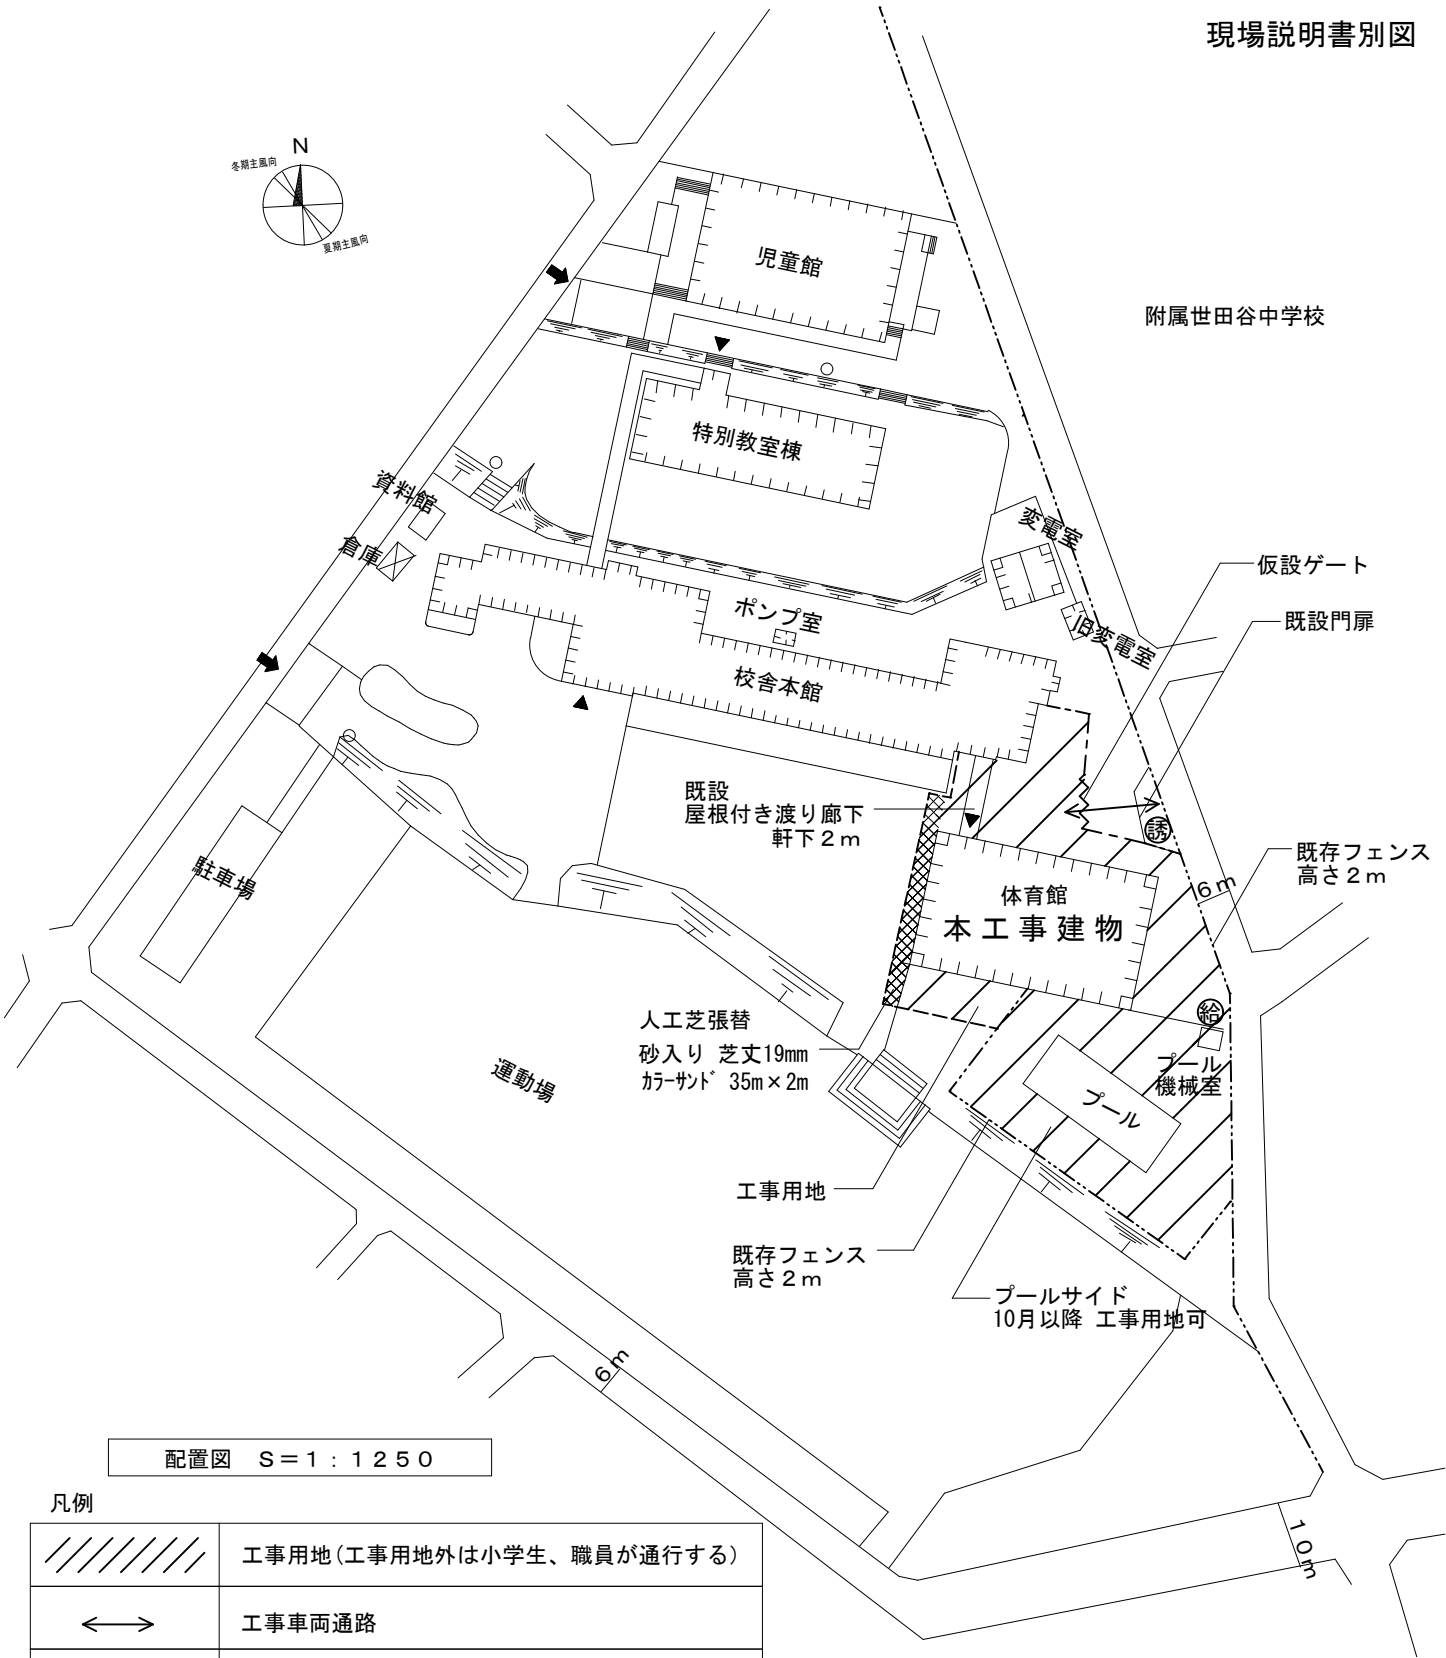 現場説明書別図
N
冬期主風向
夏期主風向
児童館
附属世田谷中学校
特別教室棟
資料館
倉庫
変電室
仮設ゲート
ポンプ室
既設門扉
旧変電室
校舎本館
既設
屋根付き渡り廊下
軒下2m
誘
既存フェンス
高さ2m
駐車場
6m
体育館
本工事建物
給
人工芝張替
砂入り 芝丈19mm
ｶﾗｰｻﾝﾄﾞ 35m×2m
運動場
プール
機械室
プール
工事用地
既存フェンス
高さ2m
プールサイド
10月以降 工事用地可
6m
配置図 S=1:1250
10m
凡例
工事用地(工事用地外は小学生、職員が通行する)
工事車両通路